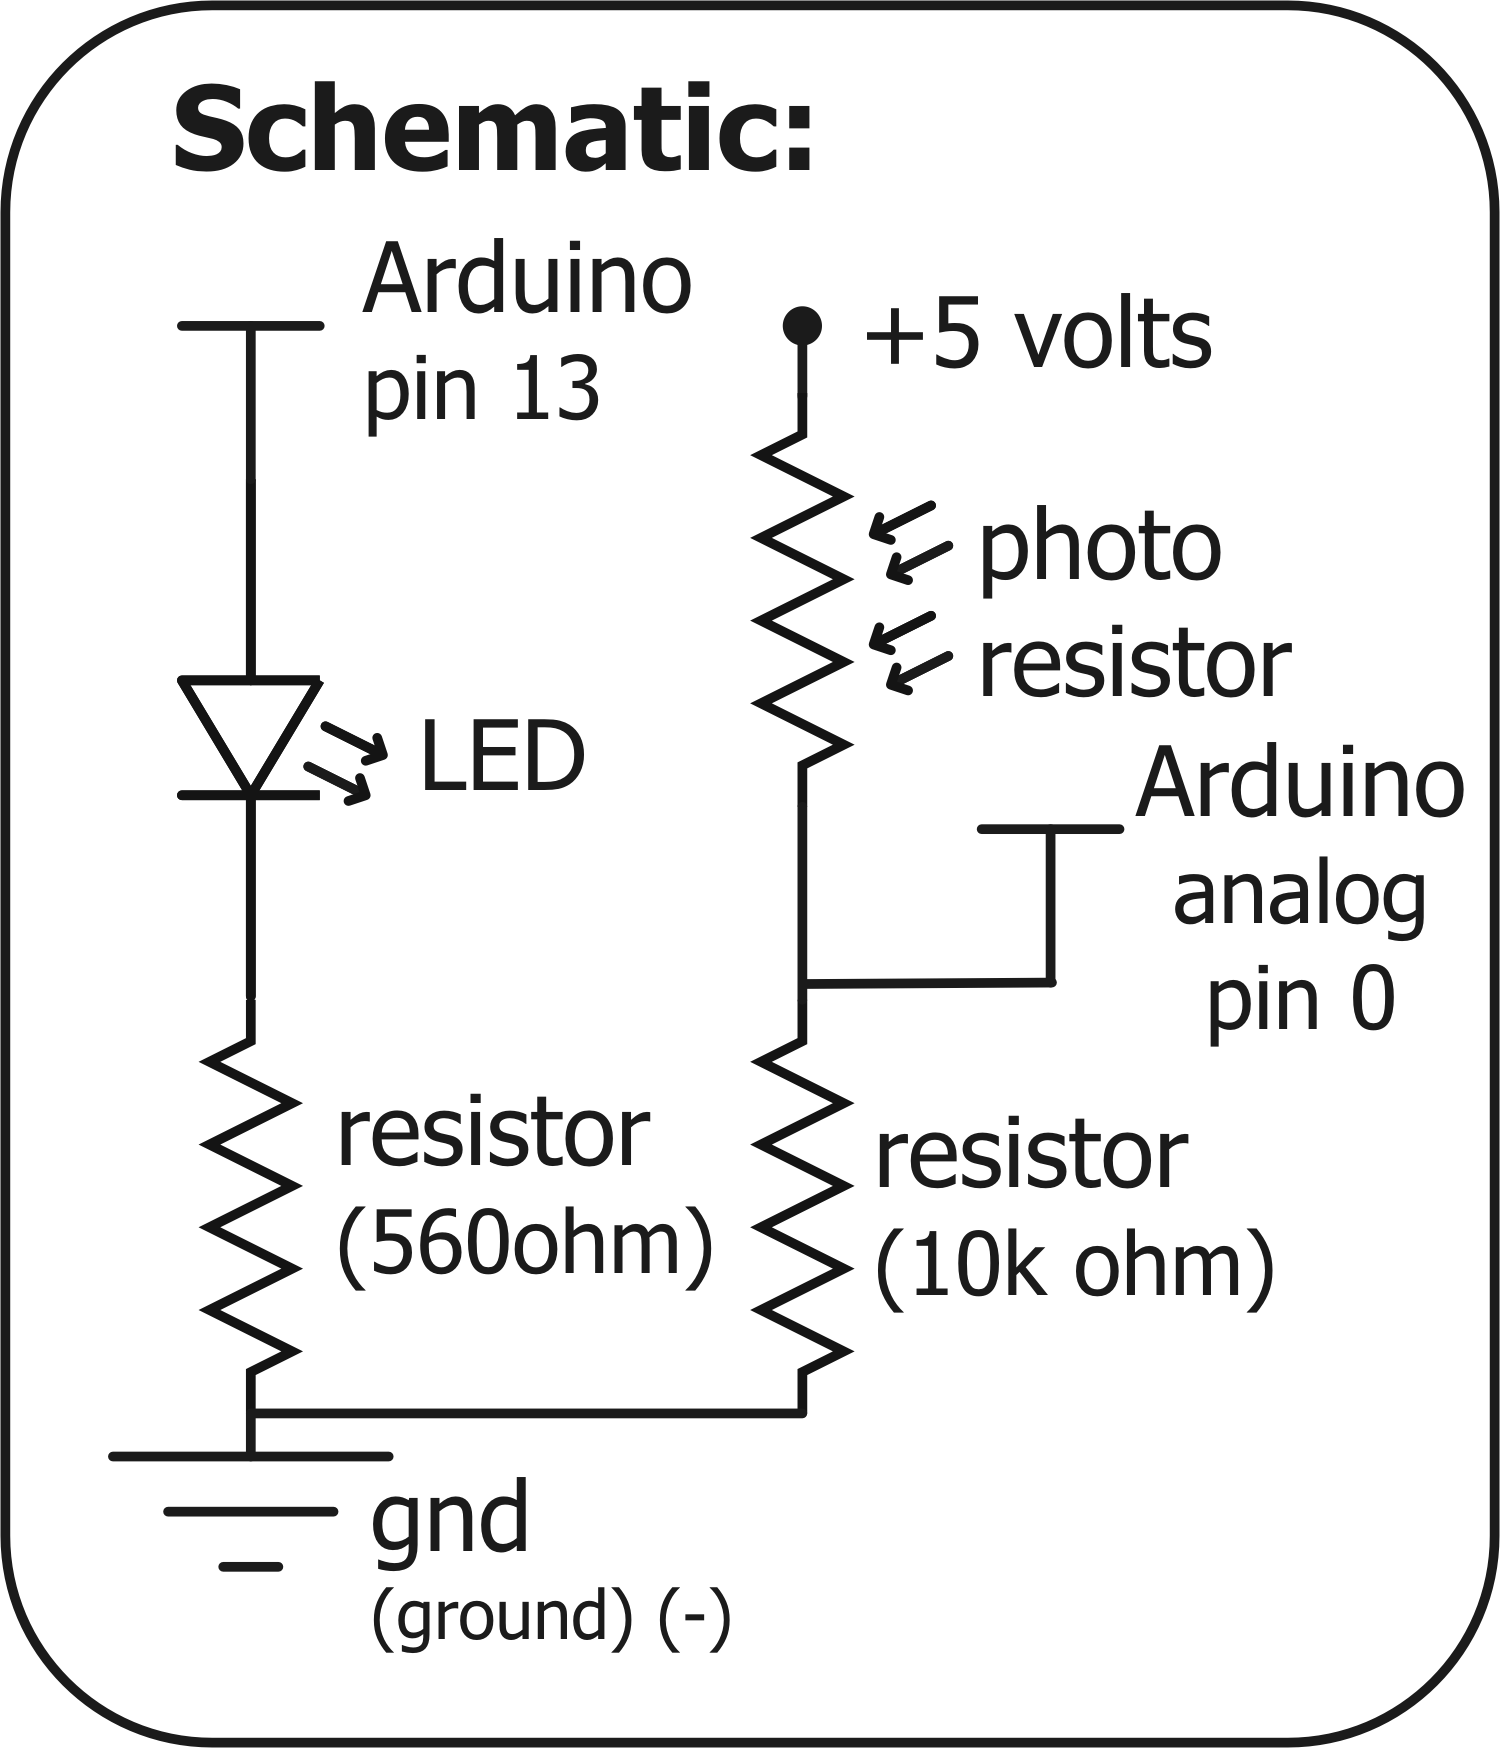 Schematic:
Arduino
pin 13
+5 volts
photo
resistor
LED
Arduino
analog
pin 0
resistor
(560ohm)
resistor
(10k ohm)
gnd
(ground) (-)